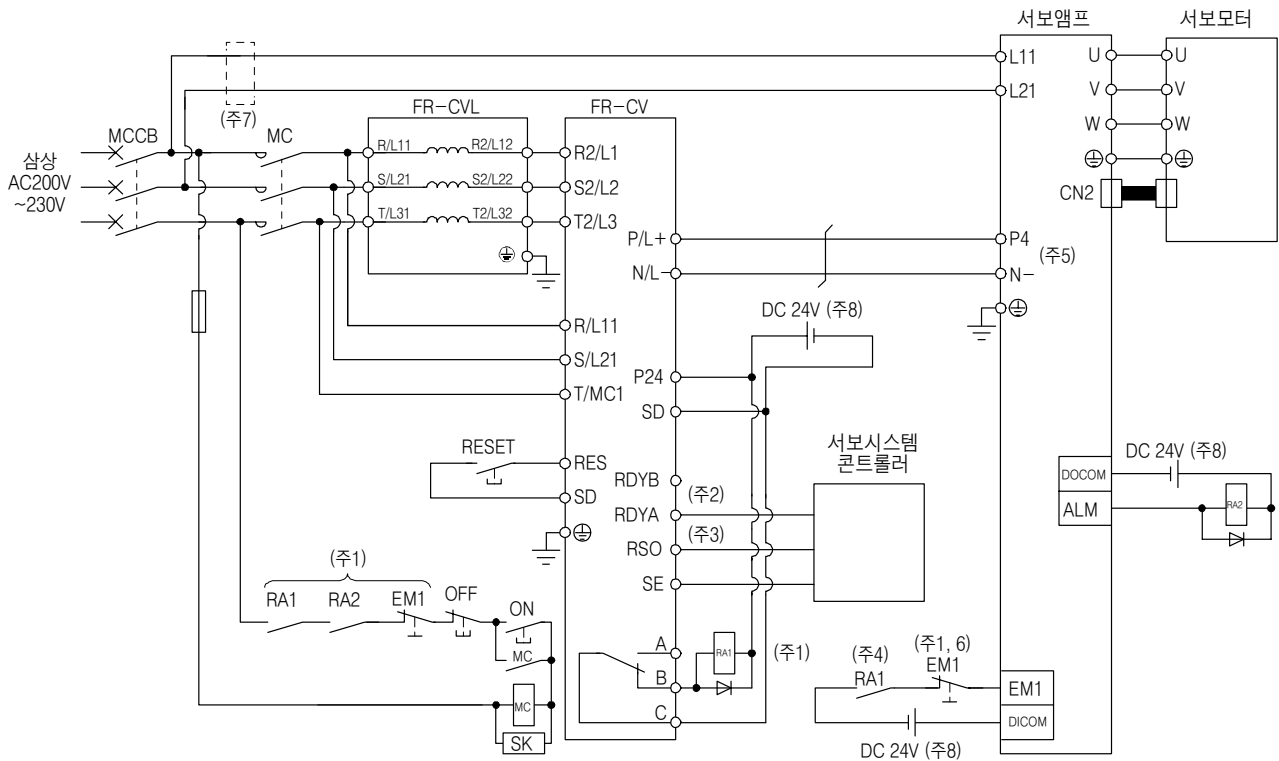 서보앰프
서보모터
L11
U
U
L21
V
V
(주7)
FR-CVL
FR-CV
MCCB
MC
W
W
R/L11
R2/L12
R2/L1
삼상
AC200V
~230V
S/L21
S2/L22
S2/L2
CN2
T/L31
T2/L32
T2/L3
P/L+
P4
(주5)
N/L-
N-
DC 24V (주8)
R/L11
S/L21
P24
T/MC1
SD
서보시스템
콘트롤러
RESET
RES
RDYB
(주2)
SD
RDYA
(주3)
RSO
SE
DC 24V (주8)
DOCOM
ALM
RA2
(주1)
RA1
RA2
EM1
OFF
ON
MC
A
RA1
(주1)
B
C
(주4)
RA1
(주1, 6)
EM1
EM1
DICOM
DC 24V (주8)
MC
SK